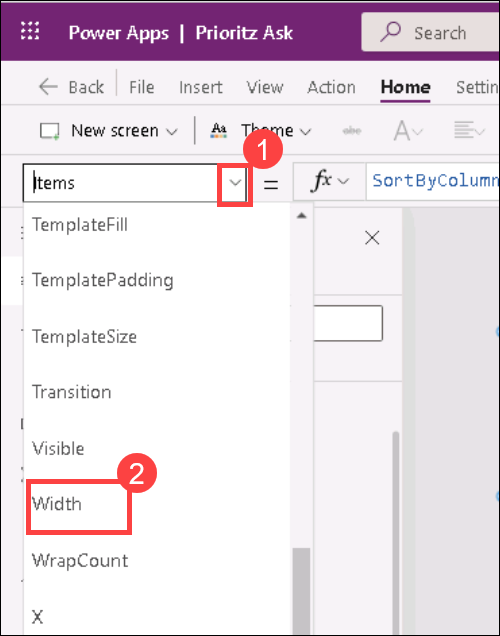 Power Apps | Prioritz Ask
Search
Back File Insert View Action Home Settin
New screen Theme abc A
1
Items = fx SortByColumn
TemplateFill
TemplatePadding
TemplateSize
Transition
Visible
2
Width
WrapCount
X